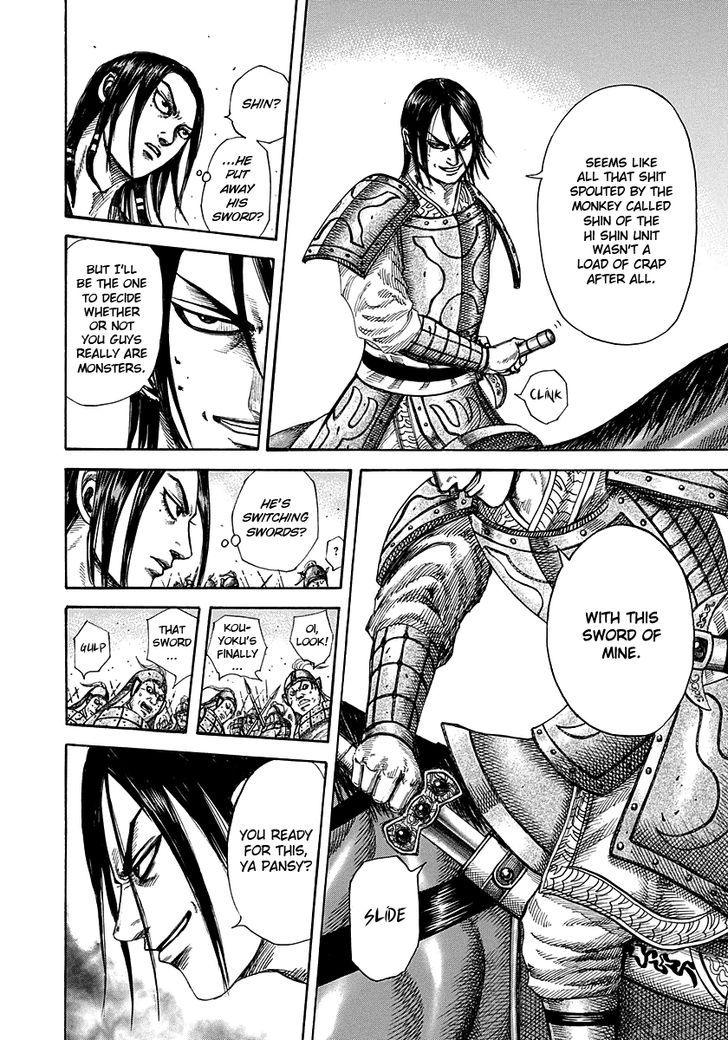 SEEMS LIKE
ALL THAT SHIT
SPOUTED BY THE
MONKEY CALLED
SHIN OF THE
HI SHIN UNIT
WASN'T A
LOAD OF CRAP
AFTER ALL.
CLINK
SHIN?
...HE
PUT
AWAY
HIS
SWORD?
BUT I'LL
BE THE ONE
TO DECIDE
WHETHER
OR NOT
YOU GUYS
REALLY ARE
MONSTERS.
WITH THIS
SWORD OF
MINE.
?
HE'S
SWITCHING
SWORDS?
OI,
LOOK!
KOU-
YOKU'S
FINALLY
...
THAT
SWORD
...
GULP
SLIDE
YOU READY
FOR THIS,
YA PANSY?